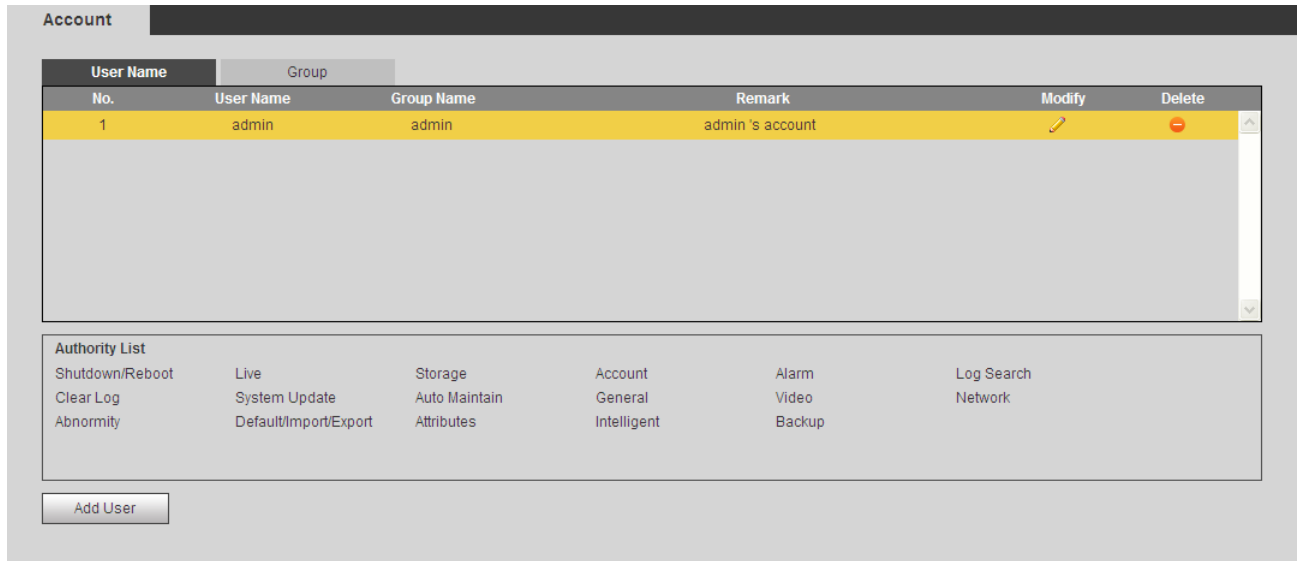 Account
User Name Group
No. User Name Group Name Remark Modify Delete
1 admin admin admin 's account
Authority List
Shutdown/Reboot Live Storage Account Alarm Log Search
Clear Log System Update Auto Maintain General Video Network
Abnormity Default/Import/Export Attributes Intelligent Backup
Add User